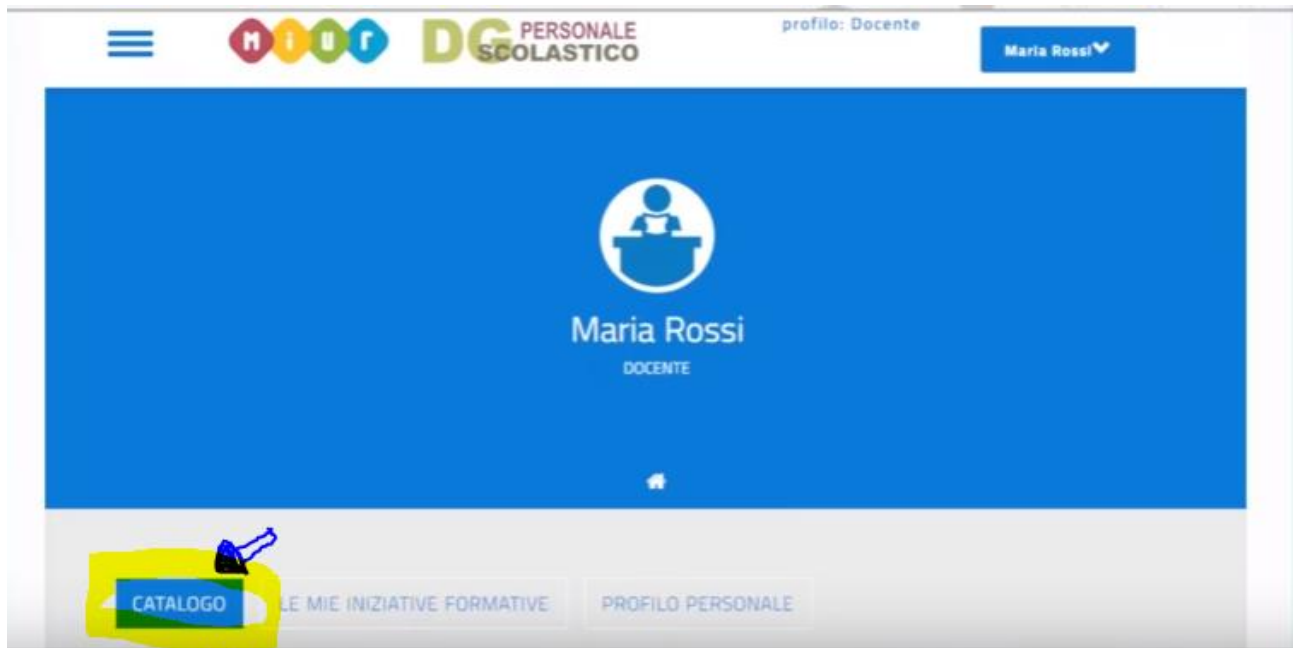 MIUR
DG PERSONALE
SCOLASTICO
profilo: Docente
Maria Rossi
Maria Rossi
DOCENTE
CATALOGO
LE MIE INIZIATIVE FORMATIVE
PROFILO PERSONALE